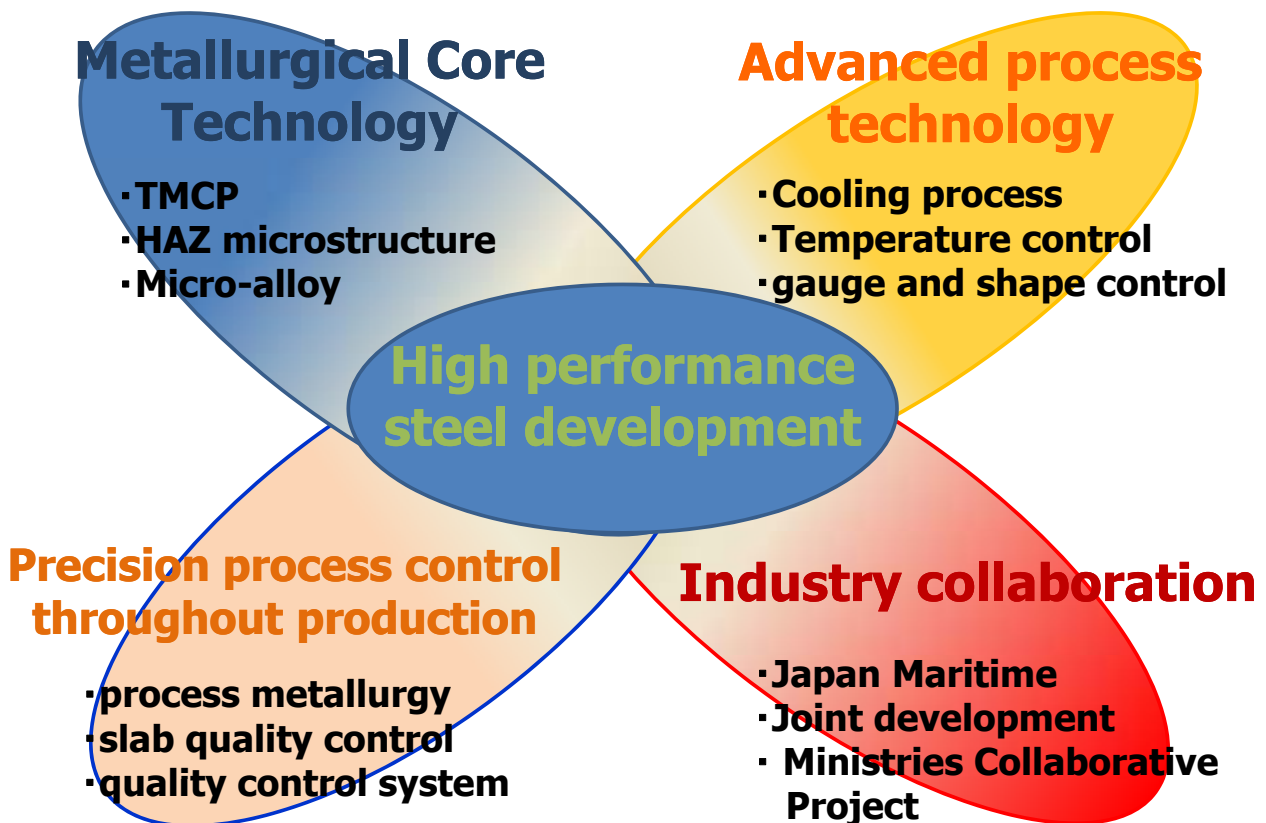 Metallurgical Core
Technology
·TMCP
·HAZ microstructure
·Micro-alloy
Advanced process
technology
·Cooling process
·Temperature control
·gauge and shape control
High performance
steel development
Precision process control
throughout production
·process metallurgy
·slab quality control
·quality control system
Industry collaboration
·Japan Maritime
·Joint development
· Ministries Collaborative
Project